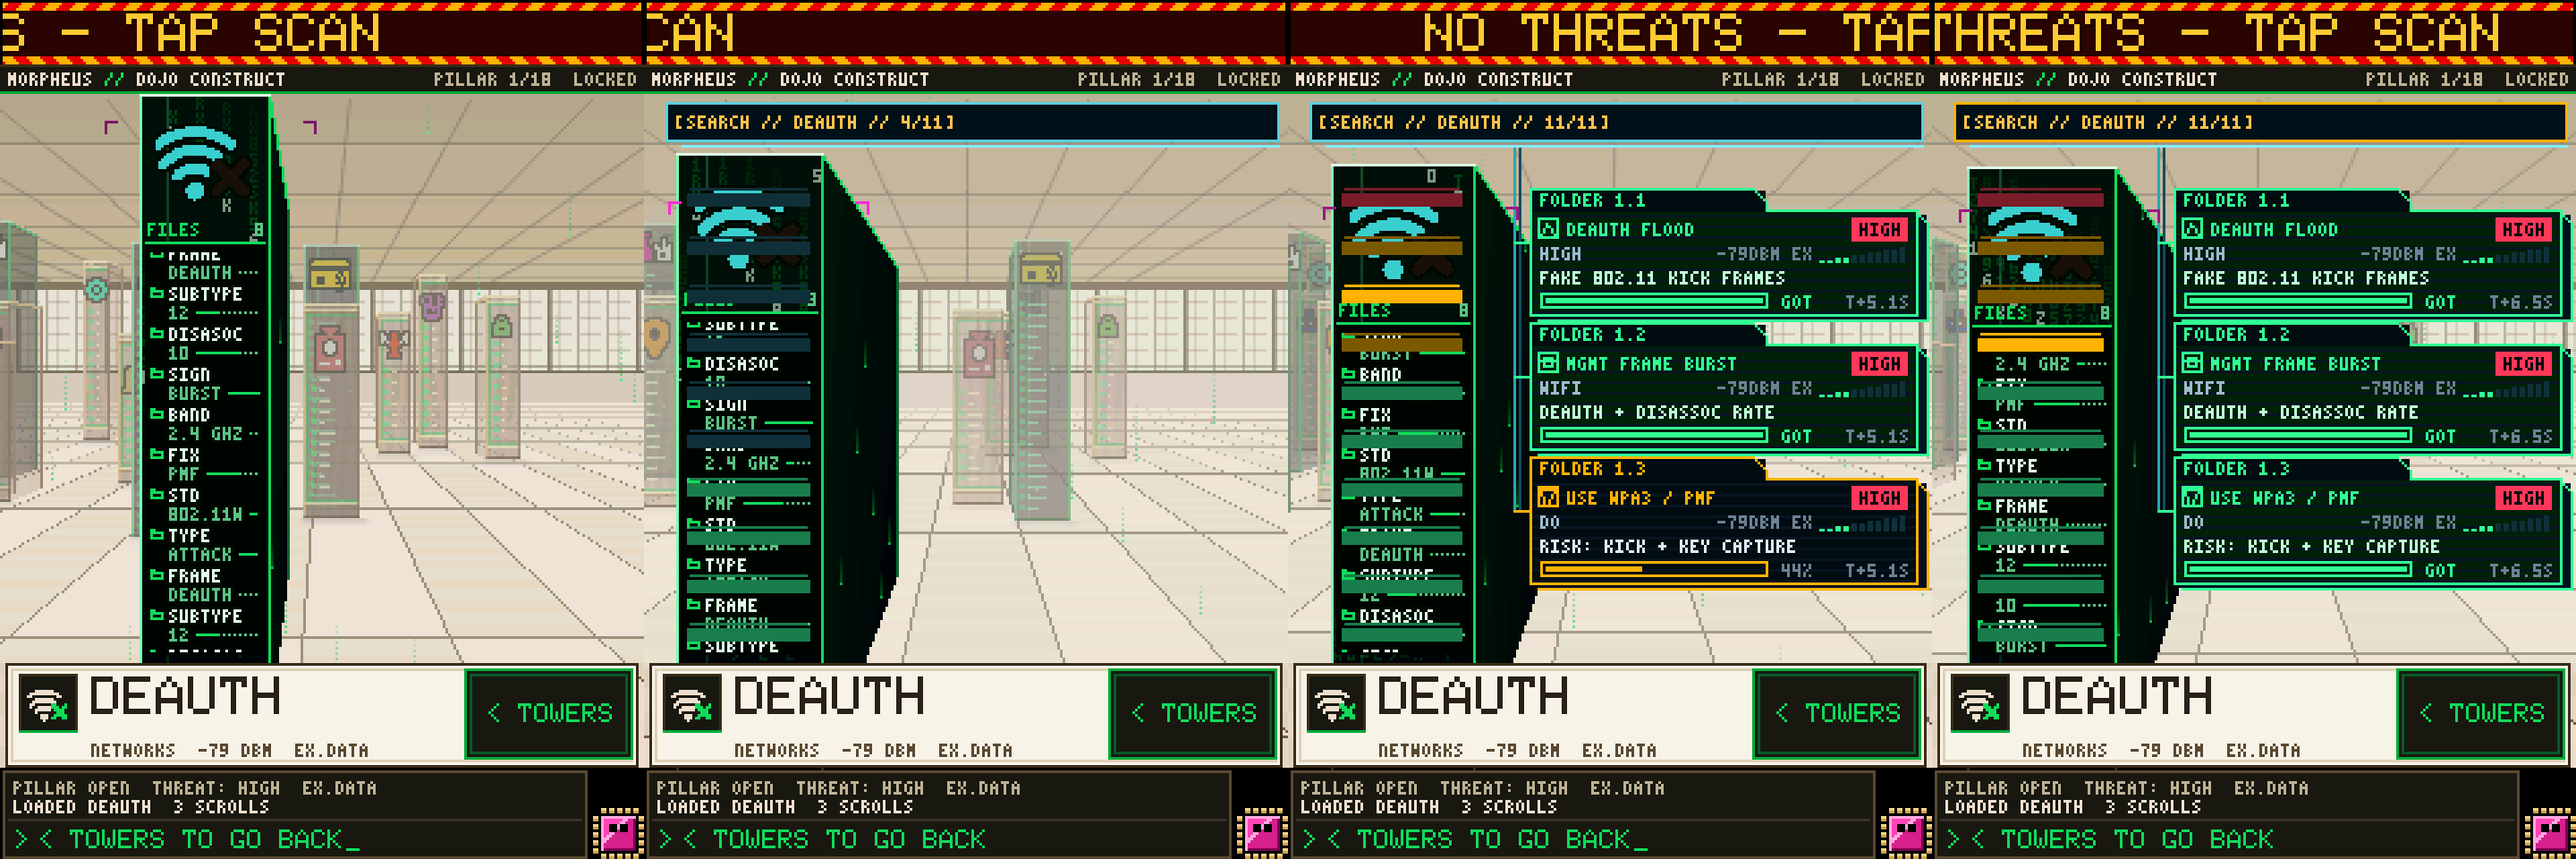 S - TAP SCAN
MORPHEUS // DOJO CONSTRUCT PILLAR 1/18 LOCKED
FILES 8
FRAME
DEAUTH
SUBTYPE
12
DISASOC
10
SIGN
BURST
BAND
2.4 GHZ
FIX
PMF
STD
802.11W
TYPE
ATTACK
FRAME
DEAUTH
SUBTYPE
12
DEAUTH
< TOWERS
NETWORKS -79 DBM EX.DATA
PILLAR OPEN THREAT: HIGH EX.DATA
LOADED DEAUTH 3 SCROLLS
> < TOWERS TO GO BACK_
CAN
MORPHEUS // DOJO CONSTRUCT PILLAR 1/18 LOCKED
[SEARCH // DEAUTH // 4/11]
SUBTYPE
DISASOC
10
SIGN
BURST
2.4 GHZ
PMF
STD
802.11W
TYPE
FRAME
DEAUTH
SUBTYPE
DEAUTH
< TOWERS
NETWORKS -79 DBM EX.DATA
PILLAR OPEN THREAT: HIGH EX.DATA
LOADED DEAUTH 3 SCROLLS
> < TOWERS TO GO BACK
NO THREATS - TAP
MORPHEUS // DOJO CONSTRUCT PILLAR 1/18 LOCKED
[SEARCH // DEAUTH // 11/11]
FILES 8
BURST
BAND
FIX
STD
802.11W
TYPE
ATTACK
DEAUTH
SUBTYPE
12
DISASOC
FOLDER 1.1
DEAUTH FLOOD HIGH
HIGH -79DBM EX
FAKE 802.11 KICK FRAMES
GOT T+5.1S
FOLDER 1.2
MGMT FRAME BURST HIGH
WIFI -79DBM EX
DEAUTH + DISASSOC RATE
GOT T+5.1S
FOLDER 1.3
USE WPA3 / PMF HIGH
DO -79DBM EX
RISK: KICK + KEY CAPTURE
44% T+5.1S
DEAUTH
< TOWERS
NETWORKS -79 DBM EX.DATA
PILLAR OPEN THREAT: HIGH EX.DATA
LOADED DEAUTH 3 SCROLLS
> < TOWERS TO GO BACK_
THREATS - TAP SCAN
MORPHEUS // DOJO CONSTRUCT PILLAR 1/18 LOCKED
[SEARCH // DEAUTH // 11/11]
FILES 8
2.4 GHZ
FIX
PMF
STD
TYPE
FRAME
DEAUTH
SUBTYPE
12
10
BURST
FOLDER 1.1
DEAUTH FLOOD HIGH
HIGH -79DBM EX
FAKE 802.11 KICK FRAMES
GOT T+6.5S
FOLDER 1.2
MGMT FRAME BURST HIGH
WIFI -79DBM EX
DEAUTH + DISASSOC RATE
GOT T+6.5S
FOLDER 1.3
USE WPA3 / PMF HIGH
DO -79DBM EX
RISK: KICK + KEY CAPTURE
GOT T+6.5S
DEAUTH
< TOWERS
NETWORKS -79 DBM EX.DATA
PILLAR OPEN THREAT: HIGH EX.DATA
LOADED DEAUTH 3 SCROLLS
> < TOWERS TO GO BACK